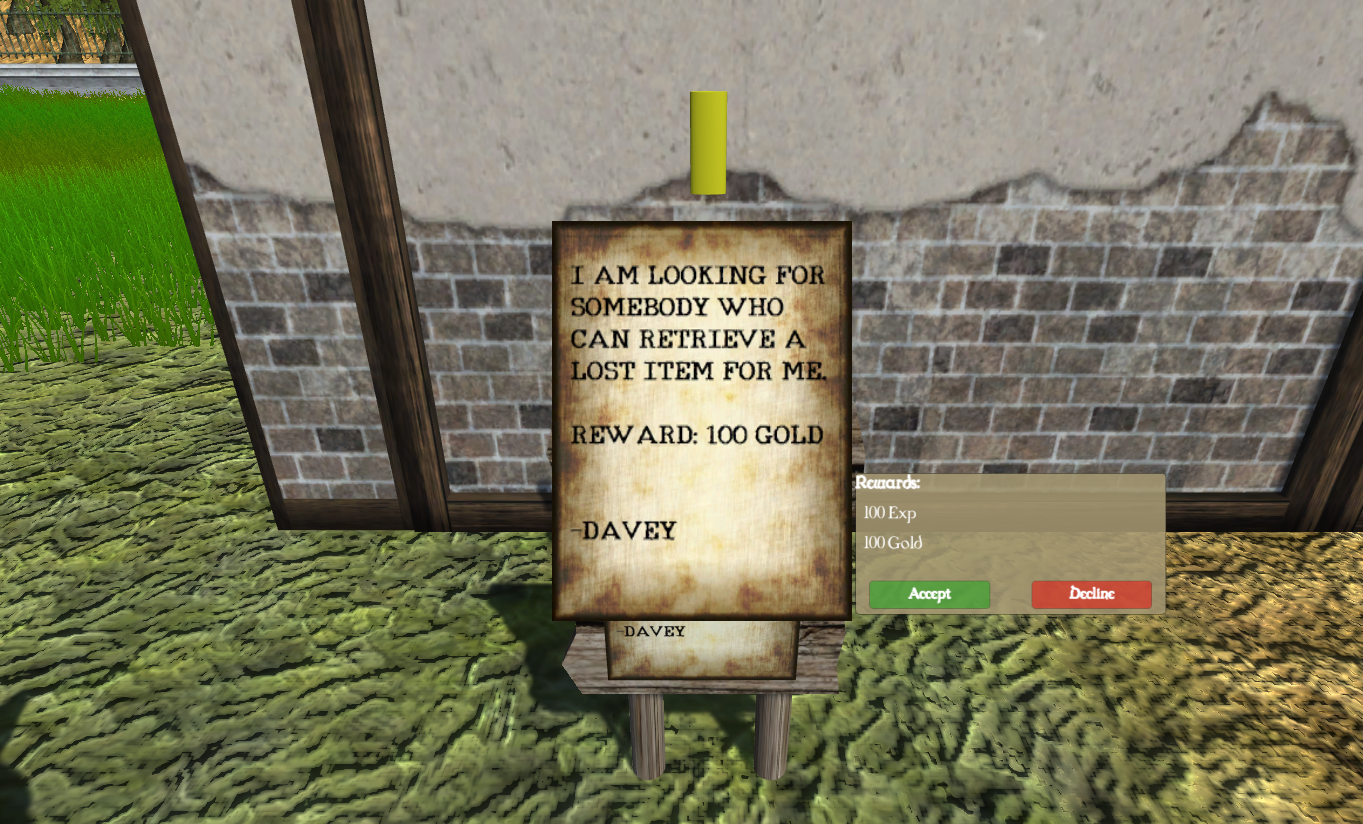 I AM LOOKING FOR
SOMEBODY WHO
CAN RETRIEVE A
LOST ITEM FOR ME.
REWARD: 100 GOLD
-DAVEY
Rewards:
100 Exp
100 Gold
Accept
Decline
-DAVEY